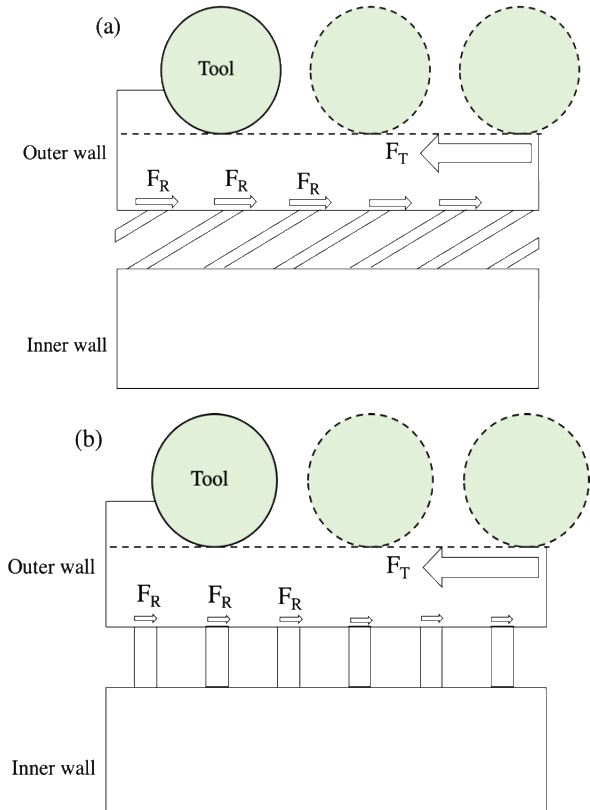 (a)
Tool
Outer wall
F_T
F_R F_R F_R
Inner wall
(b)
Tool
Outer wall
F_T
F_R F_R F_R
Inner wall